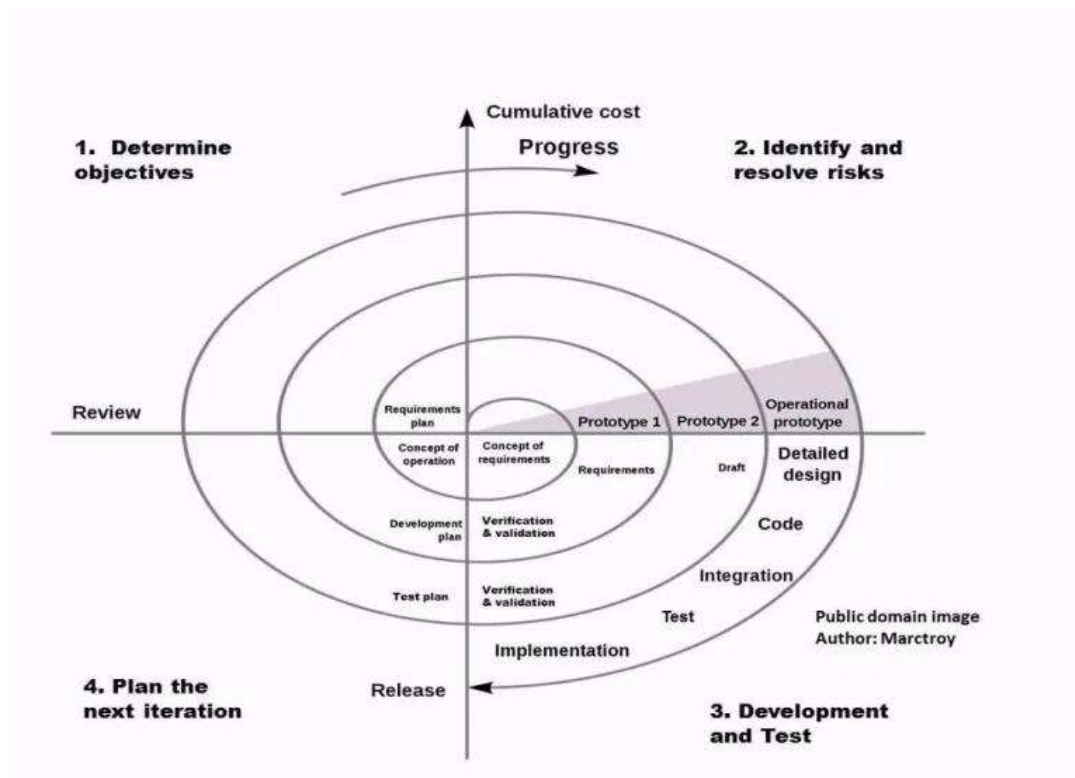 Cumulative cost
Progress
1. Determine
objectives
2. Identify and
resolve risks
Review
Requirements
plan
Prototype 1
Prototype 2
Operational
prototype
Concept of
operation
Concept of
requirements
Requirements
Draft
Detailed
design
Development
plan
Verification
& validation
Code
Integration
Test plan
Verification
& validation
Test
Implementation
Public domain image
Author: Marctroy
4. Plan the
next iteration
Release
3. Development
and Test